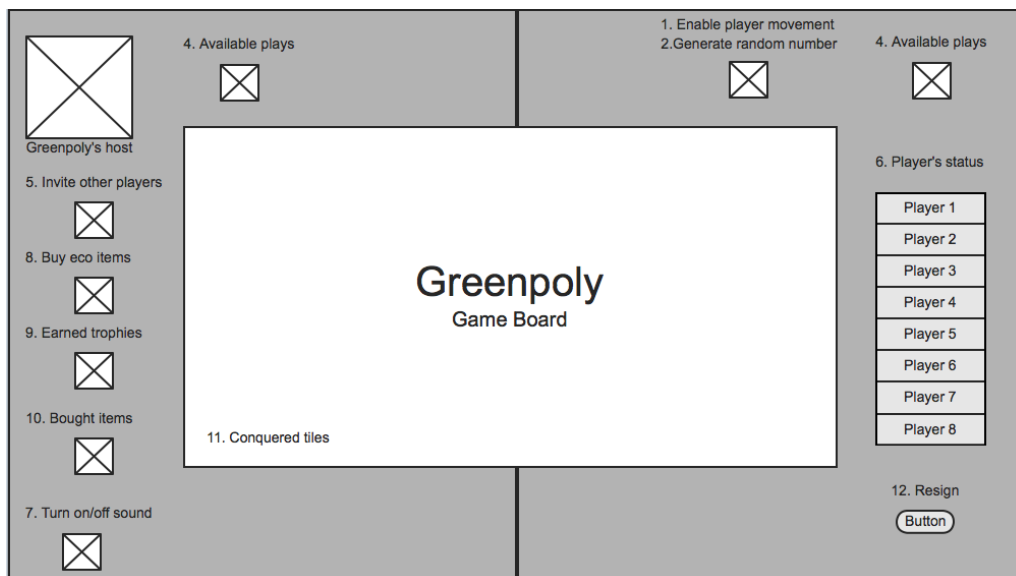 1. Enable player movement
2.Generate random number
4. Available plays
4. Available plays
Greenpoly's host
5. Invite other players
8. Buy eco items
9. Earned trophies
10. Bought items
7. Turn on/off sound
Greenpoly
Game Board
11. Conquered tiles
6. Player's status
Player 1
Player 2
Player 3
Player 4
Player 5
Player 6
Player 7
Player 8
12. Resign
Button